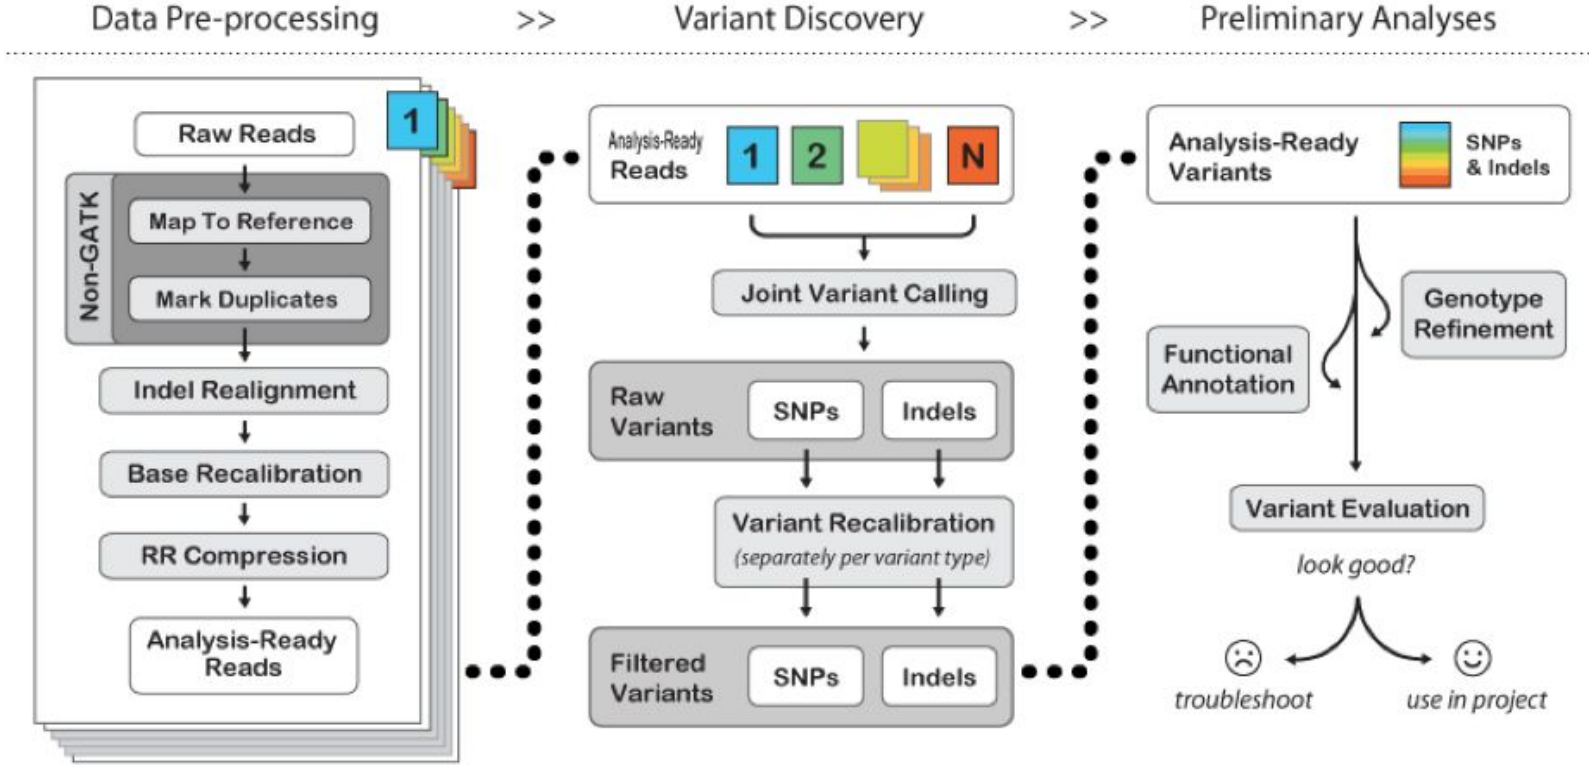 Data Pre-processing >> Variant Discovery >> Preliminary Analyses
1
Raw Reads
Non-GATK
Map To Reference
Mark Duplicates
Indel Realignment
Base Recalibration
RR Compression
Analysis-Ready
Reads
Analysis-Ready
Reads
1
2
N
Joint Variant Calling
Raw
Variants
SNPs
Indels
Variant Recalibration
(separately per variant type)
Filtered
Variants
SNPs
Indels
Analysis-Ready
Variants
SNPs
& Indels
Genotype
Refinement
Functional
Annotation
Variant Evaluation
look good?
troubleshoot
use in project